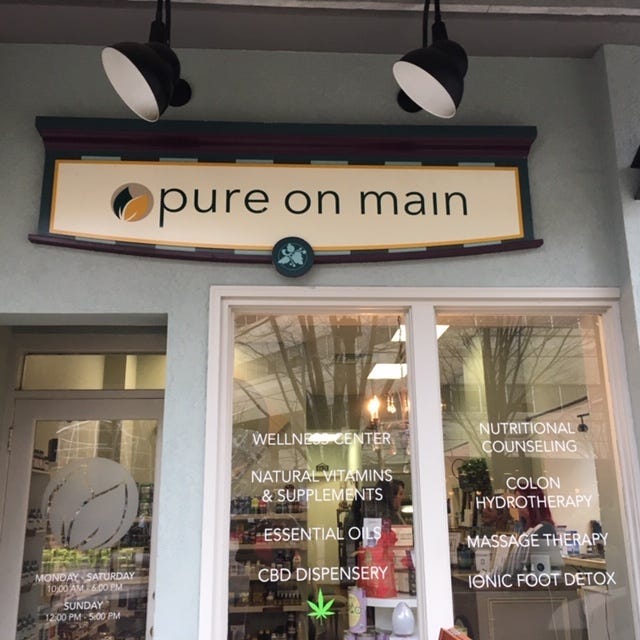 pure on main
WELLNESS CENTER
NATURAL VITAMINS
& SUPPLEMENTS
ESSENTIAL OILS
CBD DISPENSERY
NUTRITIONAL
COUNSELING
COLON
HYDROTHERAPY
MASSAGE THERAPY
IONIC FOOT DETOX
MONDAY - SATURDAY
10:00 AM - 6:00 PM
SUNDAY
12:00 PM - 5:00 PM